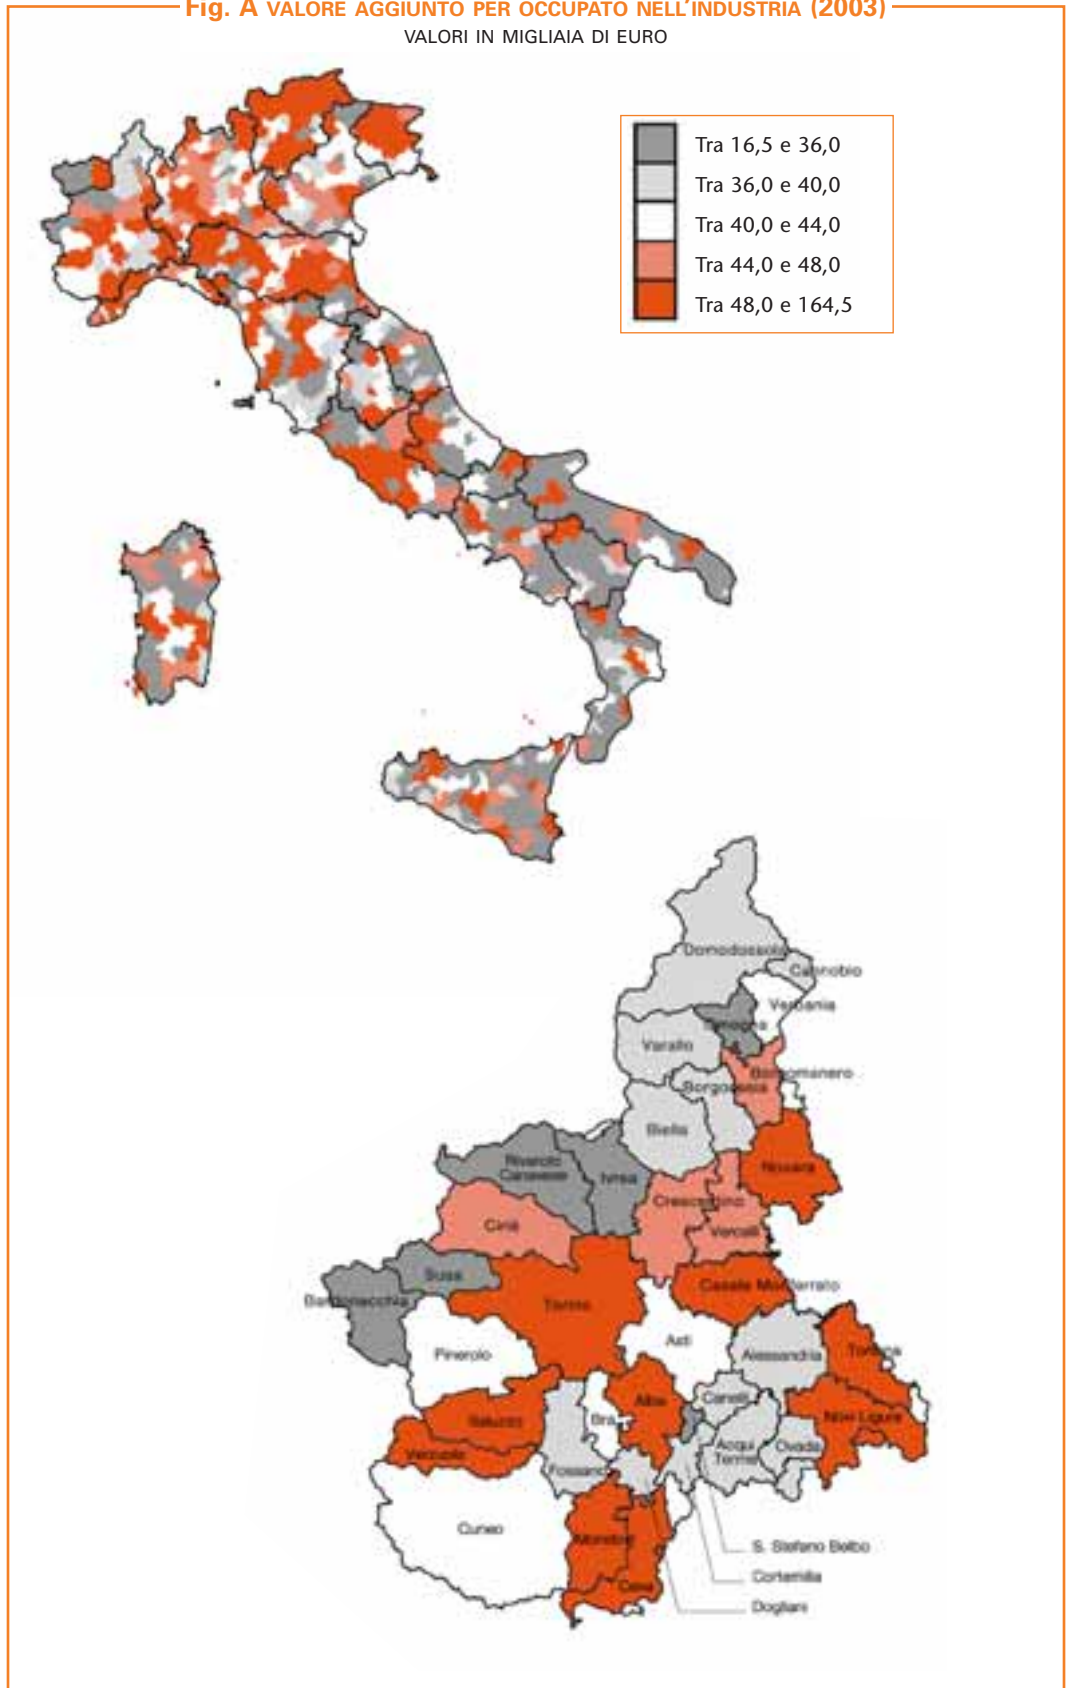 Fig. A VALORE AGGIUNTO PER OCCUPATO NELL'INDUSTRIA (2003)
VALORI IN MIGLIAIA DI EURO
Tra 16,5 e 36,0
Tra 36,0 e 40,0
Tra 40,0 e 44,0
Tra 44,0 e 48,0
Tra 48,0 e 164,5
Domodossola
Cannobio
Verbania
Omegna
Varallo
Borgomanero
Borgosesia
Biella
Novara
Rivarolo
Canavese
Ivrea
Crescentino
Ciriè
Vercelli
Susa
Casale Monferrato
Bardonecchia
Torino
Asti
Pinerolo
Alessandria
Tortona
Canelli
Alba
Saluzzo
Bra
Novi Ligure
Acqui
Terme
Ovada
Verzuolo
Fossano
Cuneo
Mondovì
S. Stefano Belbo
Cortemilia
Ceva
Dogliani